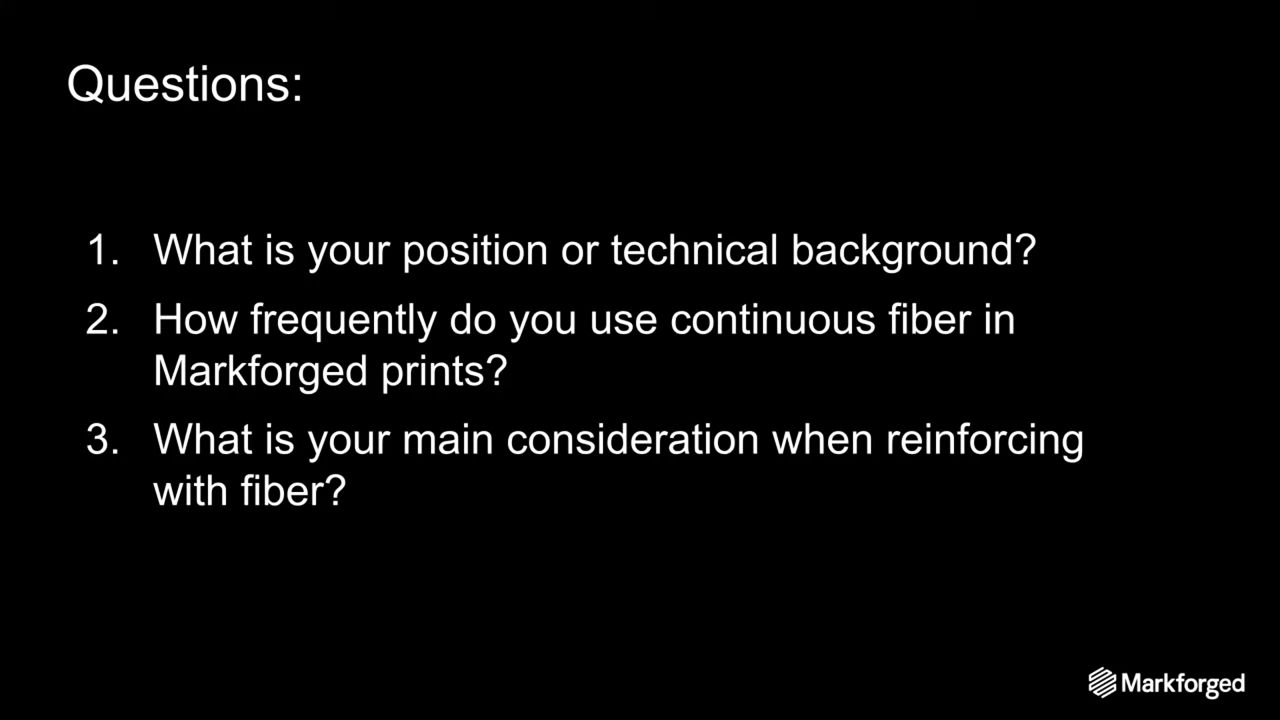 Questions:
1. What is your position or technical background?
2. How frequently do you use continuous fiber in
Markforged prints?
3. What is your main consideration when reinforcing
with fiber?
Markforged